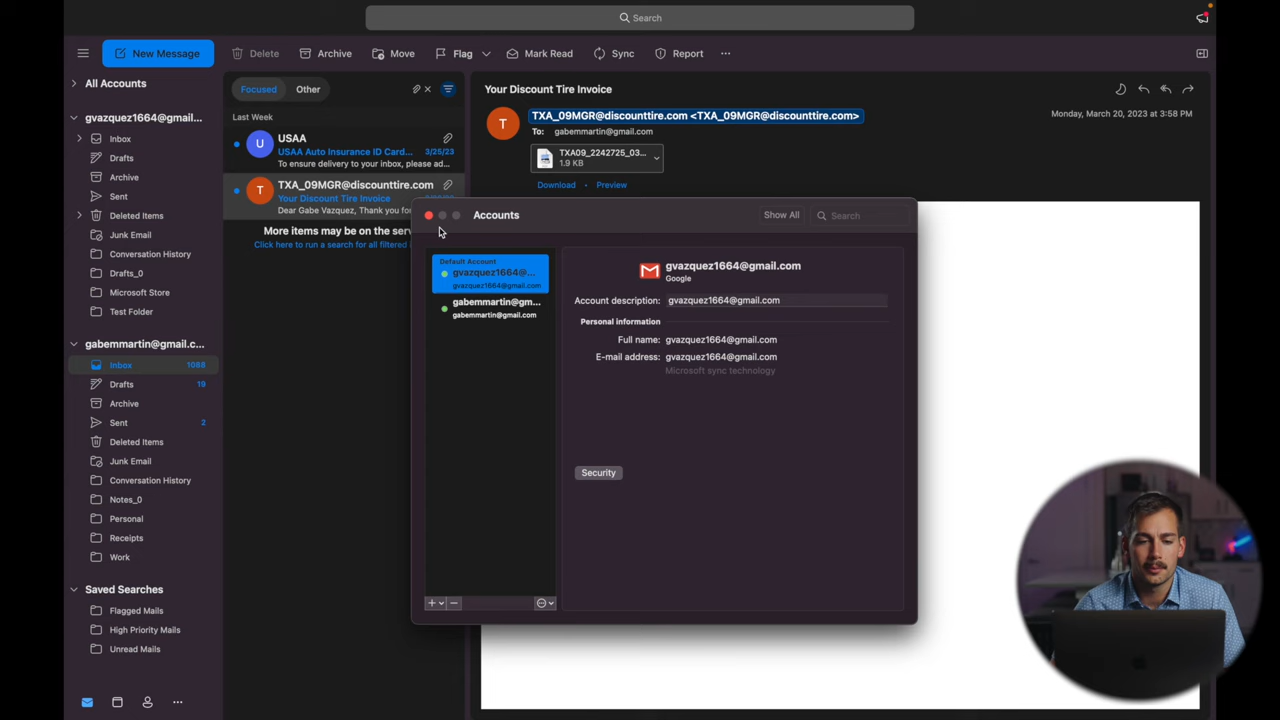 Search
New Message
Delete
Archive
Move
Flag
Mark Read
Sync
Report
All Accounts
gvazquez1664@gmail...
Inbox
Drafts
Archive
Sent
Deleted Items
Junk Email
Conversation History
Drafts_0
Microsoft Store
Test Folder
gabemmartin@gmail.c...
Inbox 1088
Drafts 19
Archive
Sent 2
Deleted Items
Junk Email
Conversation History
Notes_0
Personal
Receipts
Work
Saved Searches
Flagged Mails
High Priority Mails
Unread Mails
Focused
Other
Last Week
U
USAA
USAA Auto Insurance ID Card... 3/25/23
To ensure delivery to your inbox, please ad...
T
TXA_09MGR@discounttire.com
Your Discount Tire Invoice
Dear Gabe Vazquez, Thank you fo
More items may be on the ser
Click here to run a search for all filtered
Your Discount Tire Invoice
T
TXA_09MGR@discounttire.com <TXA_09MGR@discounttire.com>
To: gabemmartin@gmail.com
Monday, March 20, 2023 at 3:58 PM
TXA09_2242725_03...
1.9 KB
Download • Preview
Accounts
Show All
Search
Default Account
gvazquez1664@...
gvazquez1664@gmail.com
gabemmartin@gm...
gabemmartin@gmail.com
gvazquez1664@gmail.com
Google
Account description: gvazquez1664@gmail.com
Personal information
Full name: gvazquez1664@gmail.com
E-mail address: gvazquez1664@gmail.com
Microsoft sync technology
Security